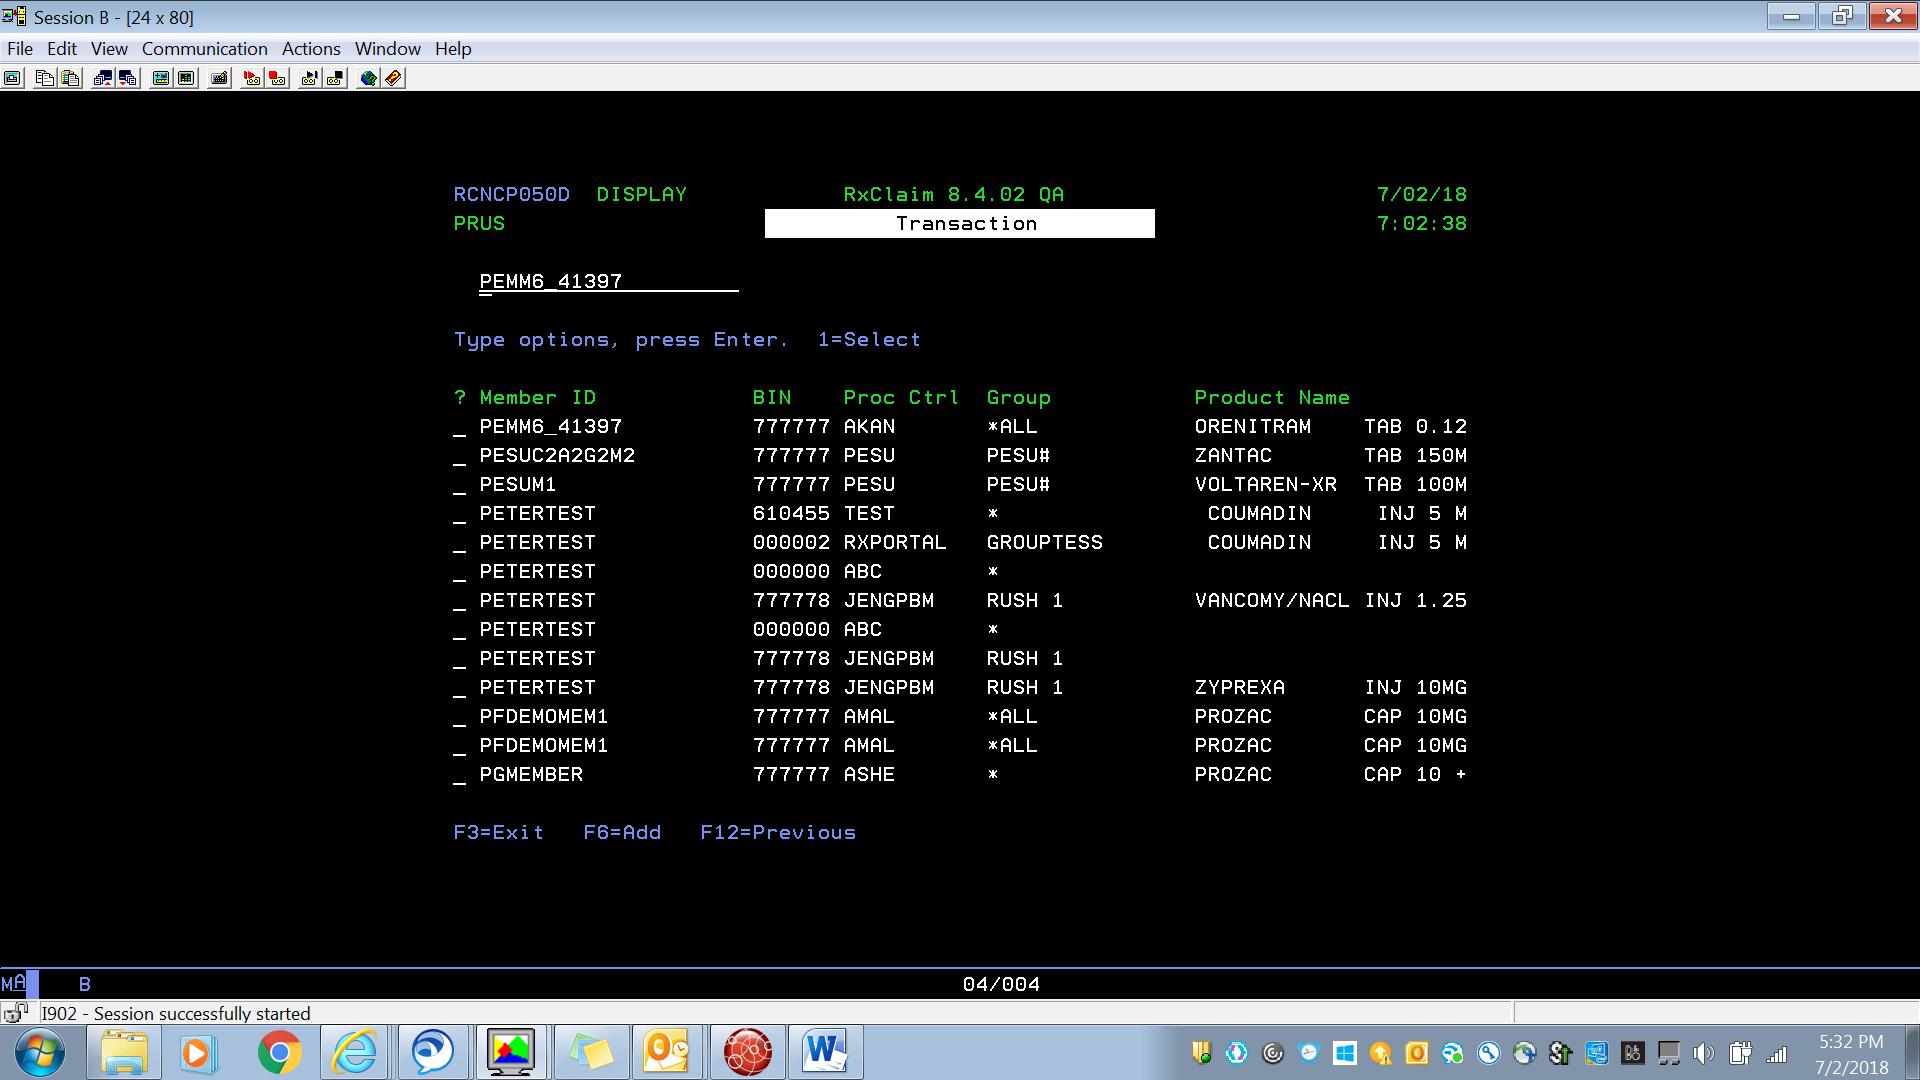 Session B - [24 x 80]
File Edit View Communication Actions Window Help
RCNCP050D DISPLAY RxClaim 8.4.02 QA 7/02/18
PRUS Transaction 7:02:38
PEMM6_41397
Type options, press Enter. 1=Select
? Member ID BIN Proc Ctrl Group Product Name
_ PEMM6_41397 777777 AKAN *ALL ORENITRAM TAB 0.12
_ PESUC2A2G2M2 777777 PESU PESU# ZANTAC TAB 150M
_ PESUM1 777777 PESU PESU# VOLTAREN-XR TAB 100M
_ PETERTEST 610455 TEST * COUMADIN INJ 5 M
_ PETERTEST 000002 RXPORTAL GROUPTESS COUMADIN INJ 5 M
_ PETERTEST 000000 ABC *
_ PETERTEST 777778 JENGPBM RUSH 1 VANCOMY/NACL INJ 1.25
_ PETERTEST 000000 ABC *
_ PETERTEST 777778 JENGPBM RUSH 1
_ PETERTEST 777778 JENGPBM RUSH 1 ZYPREXA INJ 10MG
_ PFDEMOMEM1 777777 AMAL *ALL PROZAC CAP 10MG
_ PFDEMOMEM1 777777 AMAL *ALL PROZAC CAP 10MG
_ PGMEMBER 777777 ASHE * PROZAC CAP 10 +
F3=Exit F6=Add F12=Previous
MA B 04/004
I902 - Session successfully started
5:32 PM
7/2/2018